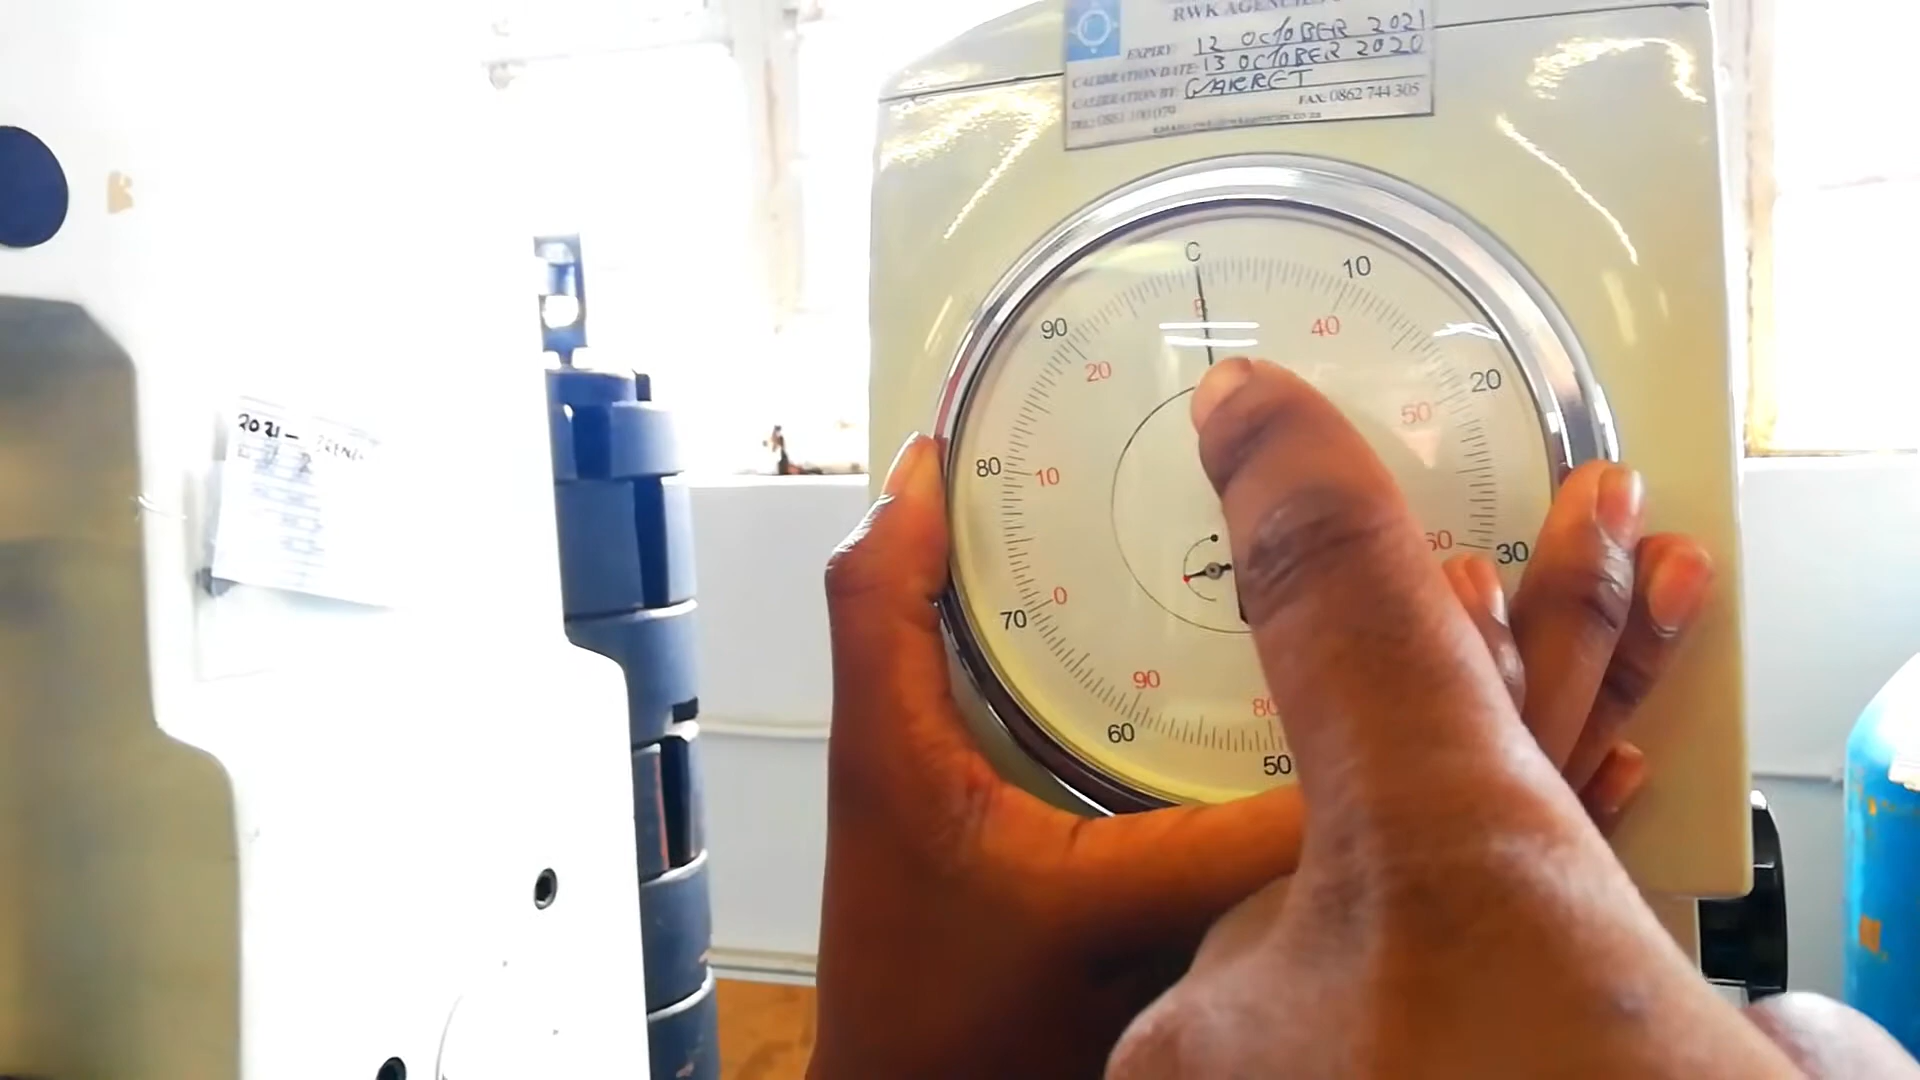 RWK AGENCIES
EXPIRY: 12 OCTOBER 2021
CALIBRATION DATE: 13 OCTOBER 2020
CALIBRATION BY: GARRET
TEL: 0861 100 079 FAX: 0862 744 305
C
10
90
B
40
20
20
50
80
10
60
30
0
70
90
80
60
50
2021-